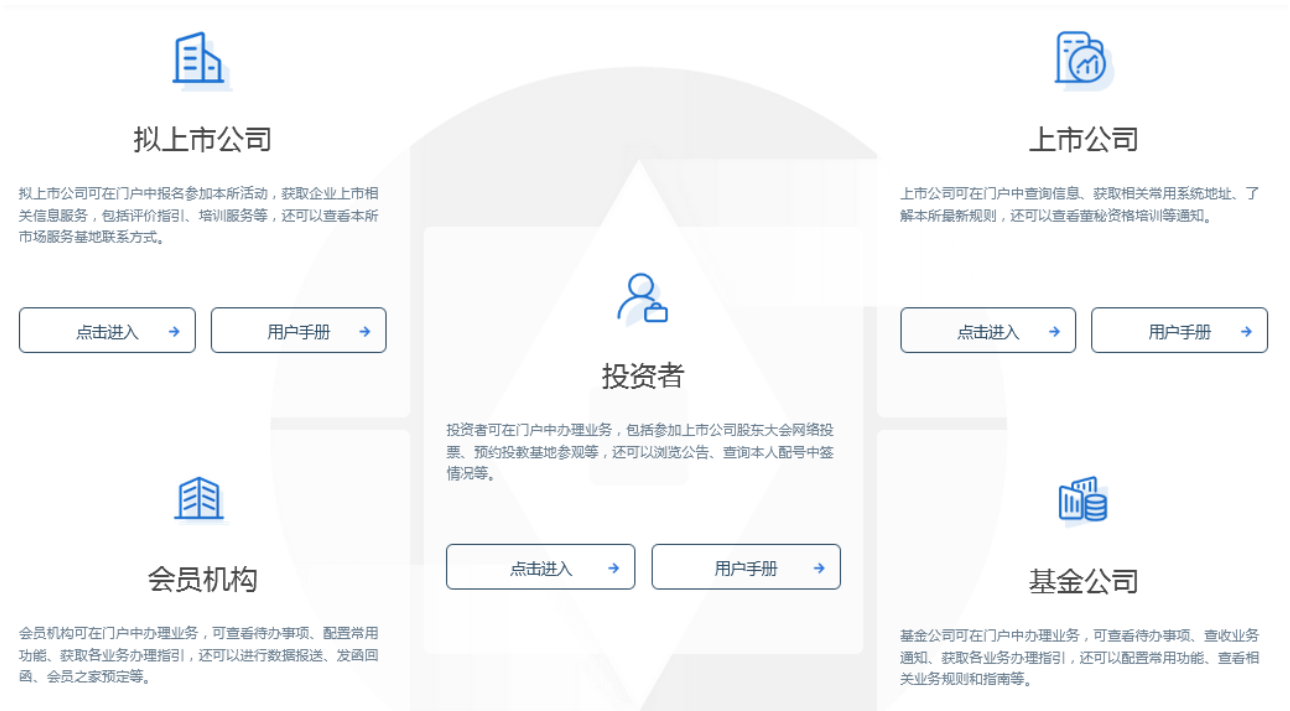 拟上市公司
拟上市公司可在门户中报名参加本所活动，获取企业上市相
关信息服务，包括评价指引、培训服务等，还可以查看本所
市场服务基地联系方式。
点击进入
用户手册
上市公司
上市公司可在门户中查询信息、获取相关常用系统地址、了
解本所最新规则，还可以查看董秘资格培训等通知。
点击进入
用户手册
投资者
投资者可在门户中办理业务，包括参加上市公司股东大会网络投
票、预约投教基地参观等，还可以浏览公告、查询本人配号中签
情况等。
点击进入
用户手册
会员机构
会员机构可在门户中办理业务，可查看待办事项、配置常用
功能、获取各业务办理指引，还可以进行数据报送、发函回
函、会员之家预定等。
基金公司
基金公司可在门户中办理业务，可查看待办事项、查收业务
通知、获取各业务办理指引，还可以配置常用功能、查看相
关业务规则和指南等。